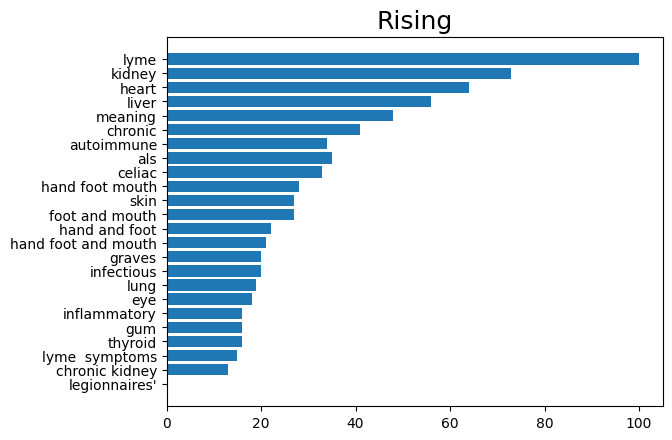 Rising
lyme
kidney
heart
liver
meaning
chronic
autoimmune
als
celiac
hand foot mouth
skin
foot and mouth
hand and foot
hand foot and mouth
graves
infectious
lung
eye
inflammatory
gum
thyroid
lyme  symptoms
chronic kidney
legionnaires'
0 20 40 60 80 100